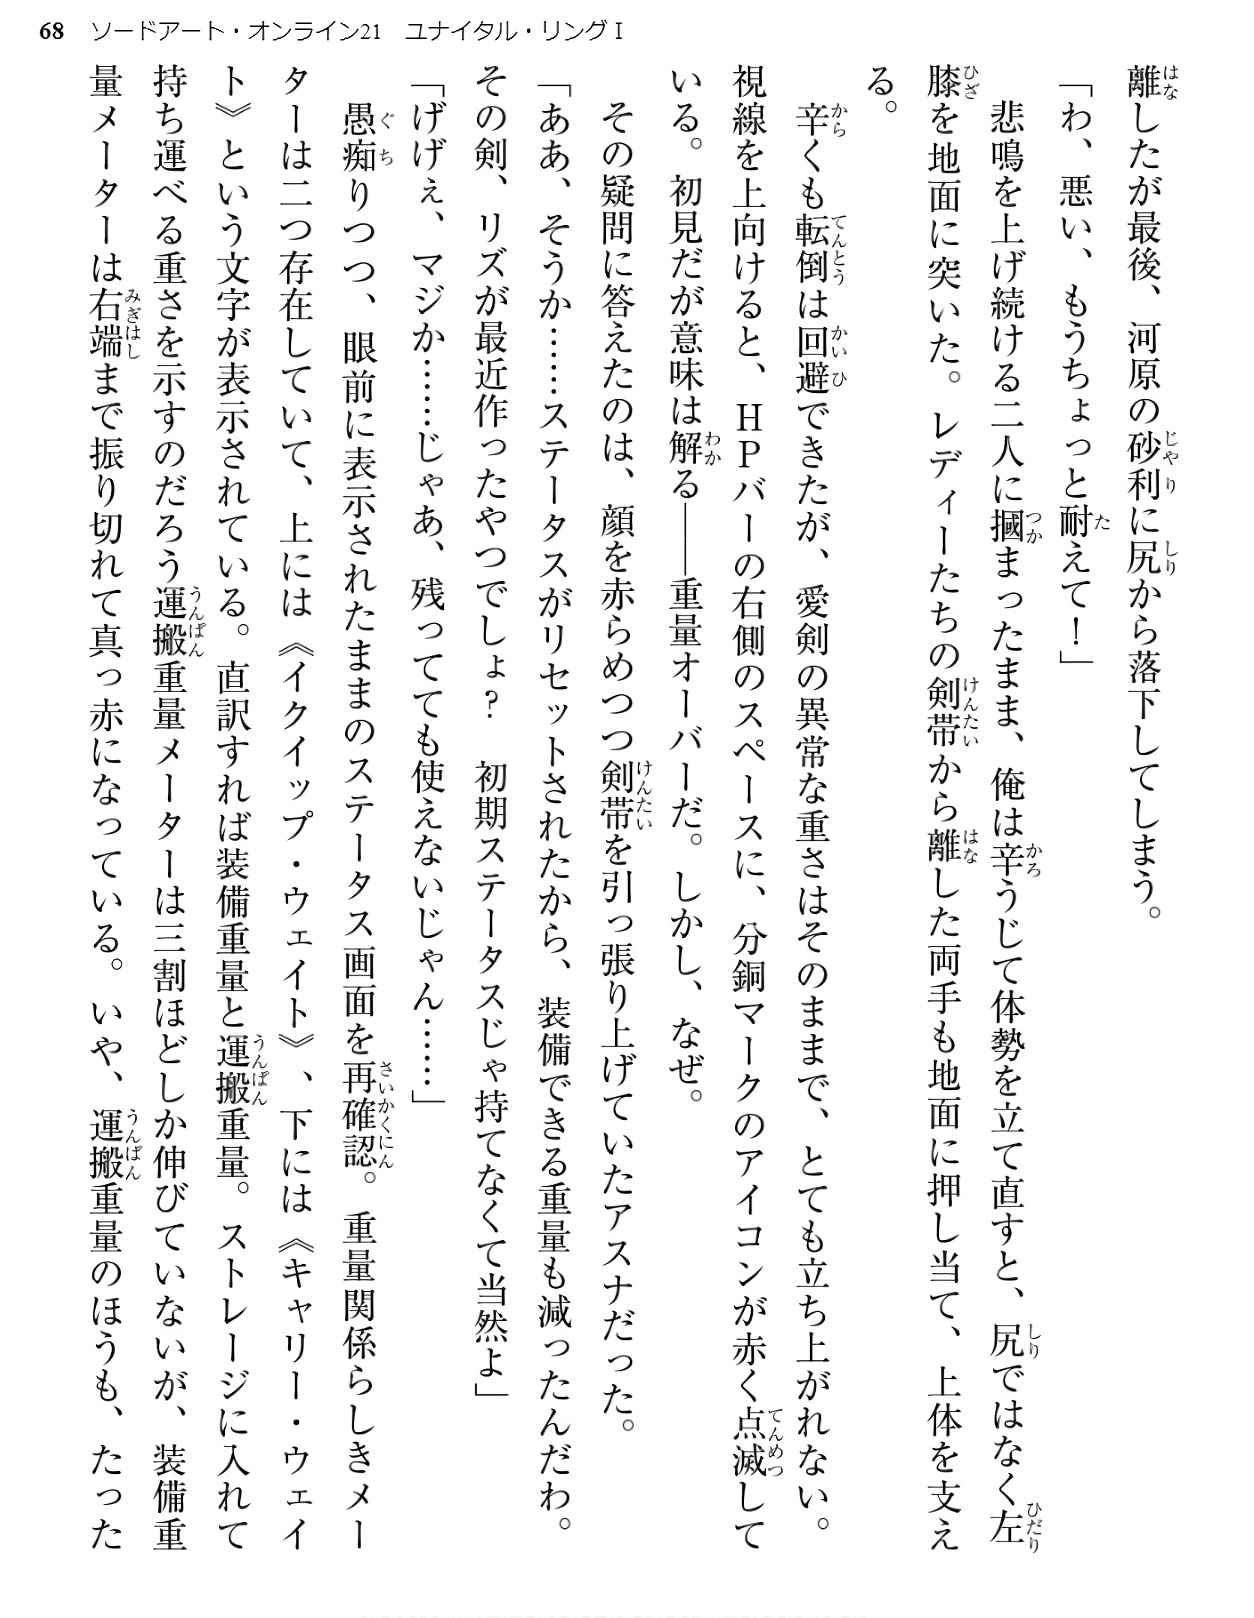 68 ソードアート・オンライン21 ユナイタル・リングⅠ
離したが最後、河原の砂利に尻から落下してしまう。
「わ、悪い、もうちょっと耐えて！」
　悲鳴を上げ続ける二人に摑まったまま、俺は辛うじて体勢を立て直すと、尻ではなく左
膝を地面に突いた。レディーたちの剣帯から離した両手も地面に押し当て、上体を支え
る。
　辛くも転倒は回避できたが、愛剣の異常な重さはそのままで、とても立ち上がれない。
視線を上向けると、ＨＰバーの右側のスペースに、分銅マークのアイコンが赤く点滅して
いる。初見だが意味は解る――重量オーバーだ。しかし、なぜ。
　その疑問に答えたのは、顔を赤らめつつ剣帯を引っ張り上げていたアスナだった。
「ああ、そうか……ステータスがリセットされたから、装備できる重量も減ったんだわ。
その剣、リズが最近作ったやつでしょ？　初期ステータスじゃ持てなくて当然よ」
「げげぇ、マジか……じゃあ、残ってても使えないじゃん……」
　愚痴りつつ、眼前に表示されたままのステータス画面を再確認。重量関係らしきメー
ターは二つ存在していて、上には《イクイップ・ウェイト》、下には《キャリー・ウェイ
ト》という文字が表示されている。直訳すれば装備重量と運搬重量。ストレージに入れて
持ち運べる重さを示すのだろう運搬重量メーターは三割ほどしか伸びていないが、装備重
量メーターは右端まで振り切れて真っ赤になっている。いや、運搬重量のほうも、たった